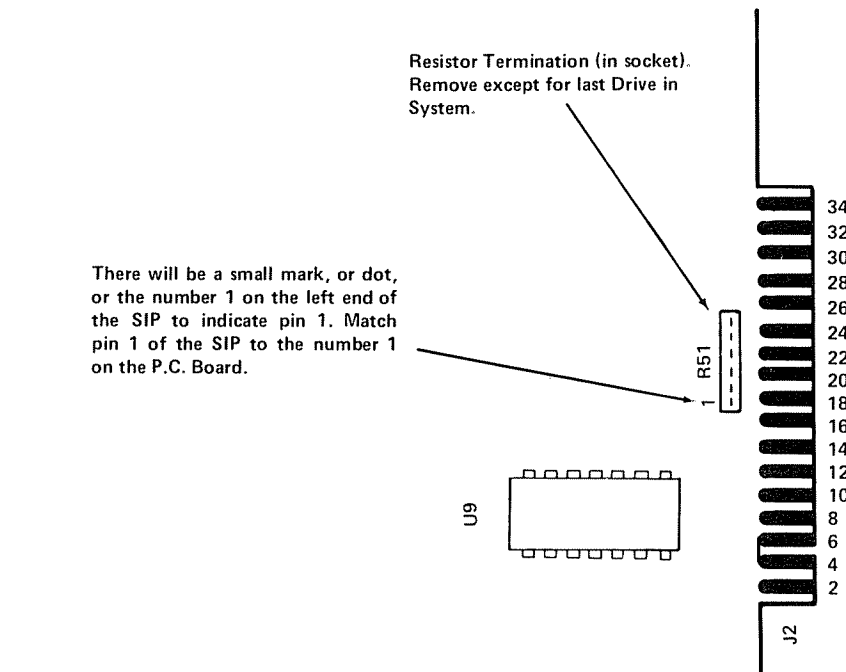 Resistor Termination (in socket).
Remove except for last Drive in
System.
There will be a small mark, or dot,
or the number 1 on the left end of
the SIP to indicate pin 1. Match
pin 1 of the SIP to the number 1
on the P.C. Board.
34
32
30
28
26
24
22
20
18
16
14
12
10
8
6
4
2
1 R51
U9
J2